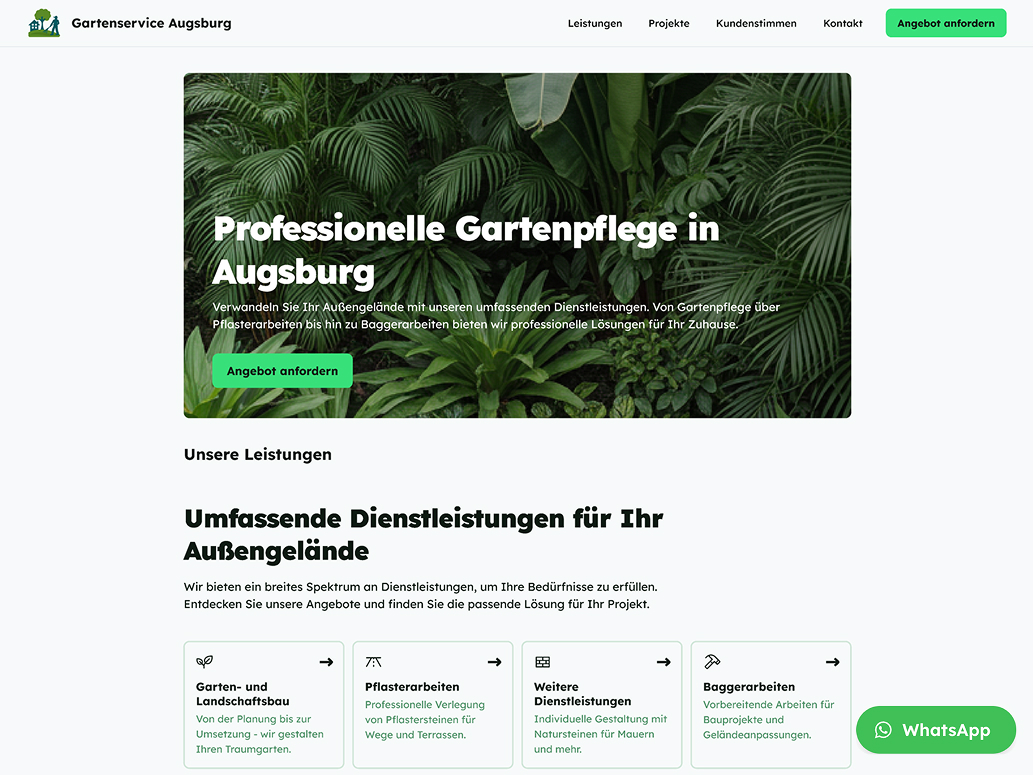 Gartenservice Augsburg
Leistungen
Projekte
Kundenstimmen
Kontakt
Angebot anfordern
Professionelle Gartenpflege in
Augsburg
Verwandeln Sie Ihr Außengelände mit unseren umfassenden Dienstleistungen. Von Gartenpflege über
Pflasterarbeiten bis hin zu Baggerarbeiten bieten wir professionelle Lösungen für Ihr Zuhause.
Angebot anfordern
Unsere Leistungen
Umfassende Dienstleistungen für Ihr
Außengelände
Wir bieten ein breites Spektrum an Dienstleistungen, um Ihre Bedürfnisse zu erfüllen.
Entdecken Sie unsere Angebote und finden Sie die passende Lösung für Ihr Projekt.
Garten- und
Landschaftsbau
Von der Planung bis zur
Umsetzung - wir gestalten
Ihren Traumgarten.
Pflasterarbeiten
Professionelle Verlegung
von Pflastersteinen für
Wege und Terrassen.
Weitere
Dienstleistungen
Individuelle Gestaltung mit
Natursteinen für Mauern
und mehr.
Baggerarbeiten
Vorbereitende Arbeiten für
Bauprojekte und
Geländeanpassungen.
WhatsApp